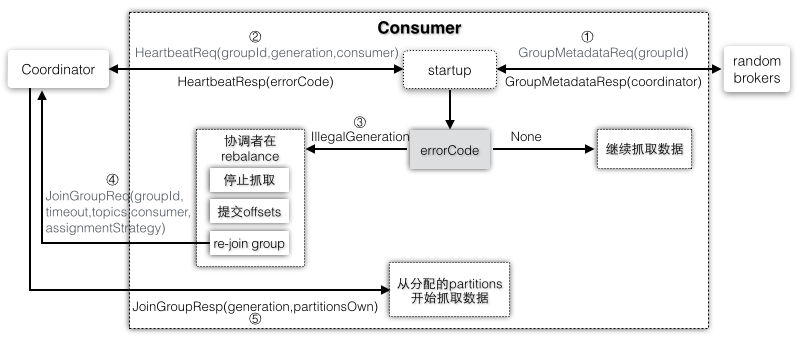 Consumer
②
①
HeartbeatReq(groupId,generation,consumer)
GroupMetadataReq(groupId)
Coordinator
startup
random
brokers
HeartbeatResp(errorCode)
GroupMetadataResp(coordinator)
③
IllegalGeneration
None
协调者在
rebalance
errorCode
继续抓取数据
停止抓取
④
JoinGroupReq(groupId,
timeout,topics,consumer,
assignmentStrategy)
提交offsets
re-join group
从分配的partitions
开始抓取数据
JoinGroupResp(generation,partitionsOwn)
⑤